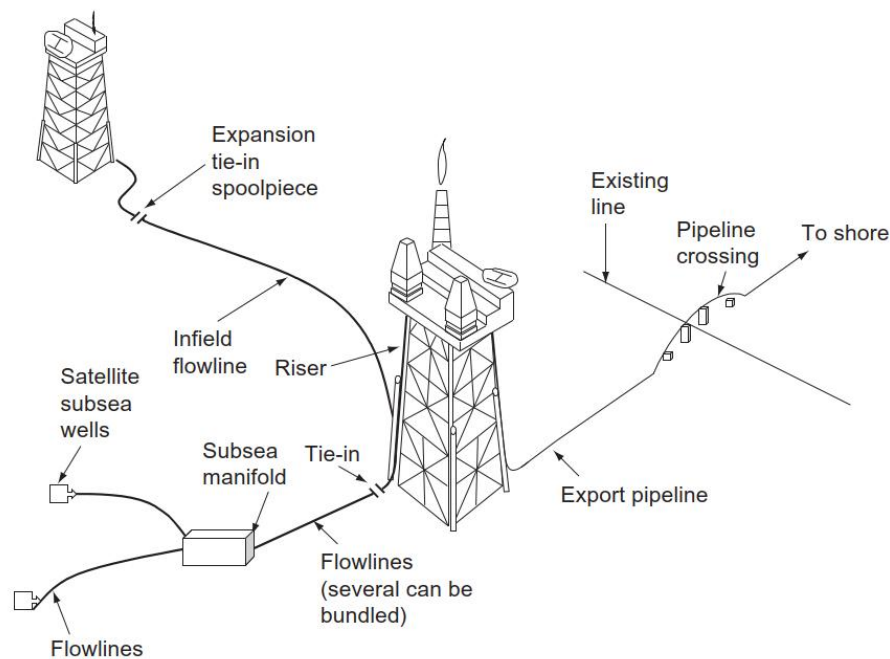 Expansion
tie-in
spoolpiece
Existing
line
Pipeline
crossing
To shore
Infield
flowline
Riser
Satellite
subsea
wells
Subsea
manifold
Tie-in
Export pipeline
Flowlines
(several can be
bundled)
Flowlines